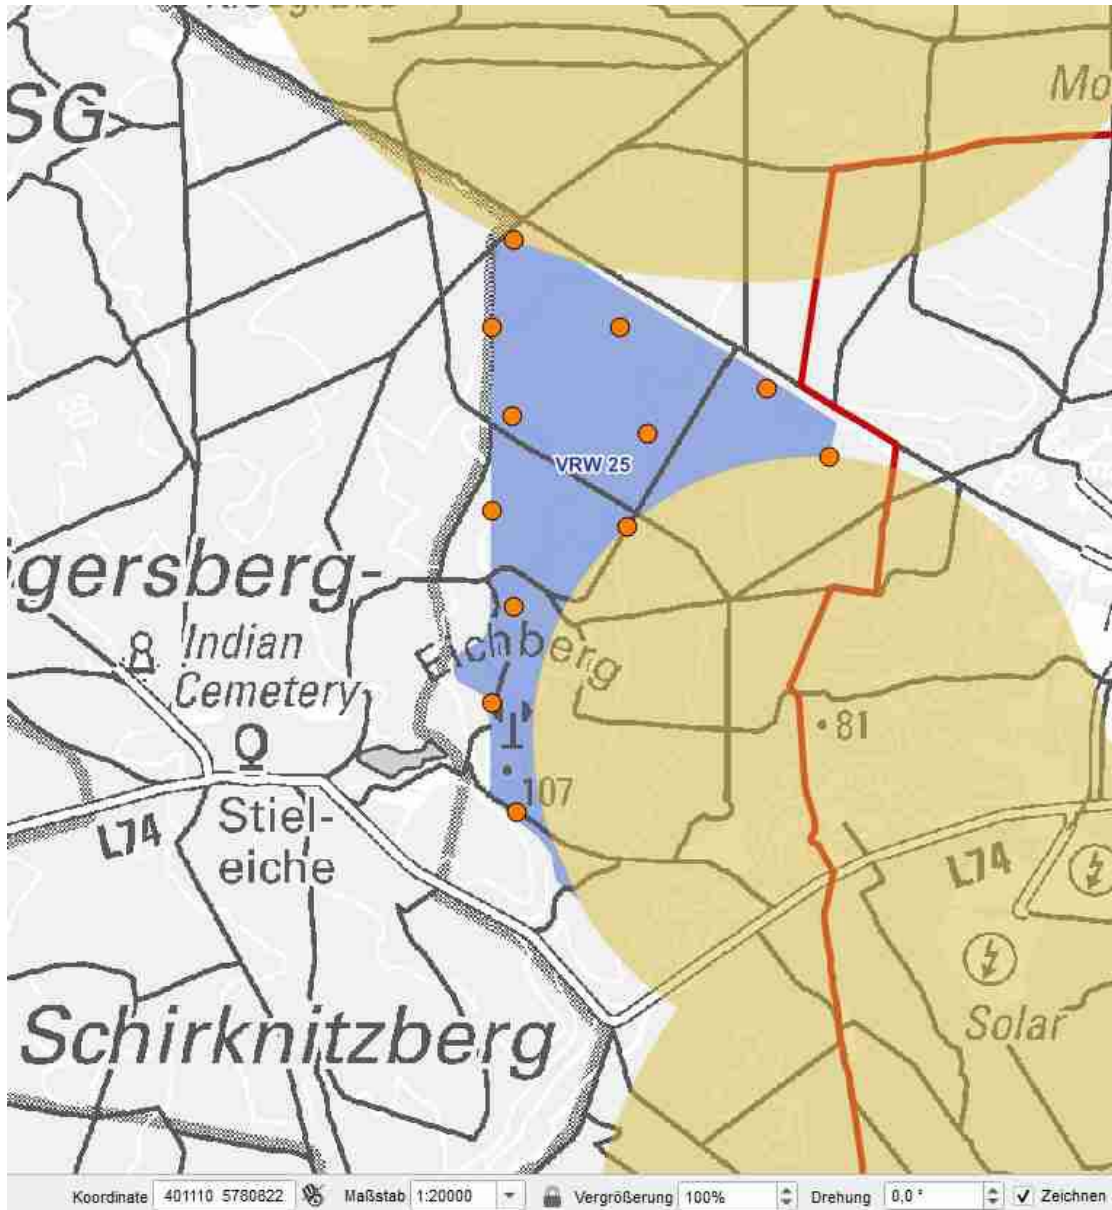 SG
Mo
VRW 25
gersberg-
Indian
Cemetery
Eichberg
81
107
Stiel-
eiche
L74
L74
Solar
Schirknitzberg
Koordinate 401110 5780822 Maßstab 1:20000 Vergrößerung 100% Drehung 0,0 ° Zeichnen